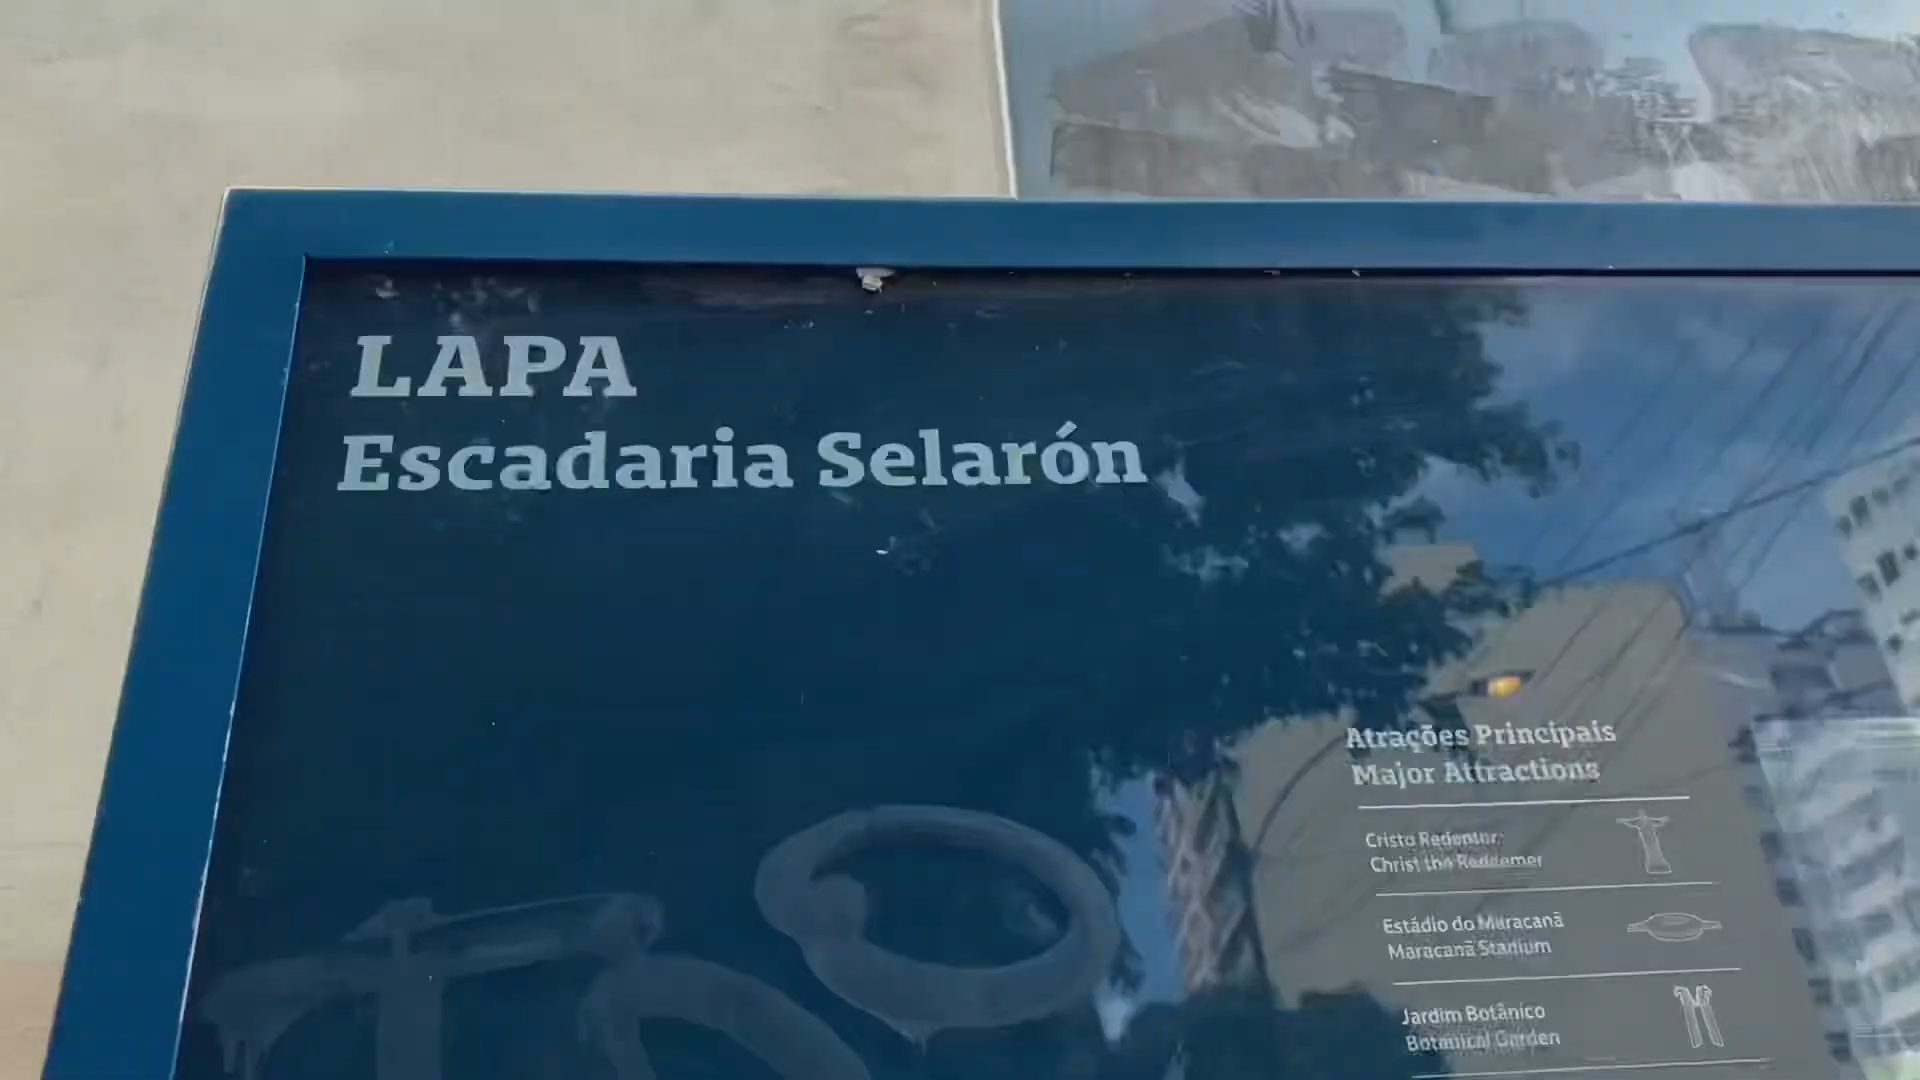 LAPA
Escadaria Selarón
Atrações Principais
Major Attractions
Cristo Redentor
Christ the Redeemer
Estádio do Maracanã
Maracanã Stadium
Jardim Botânico
Botanical Garden